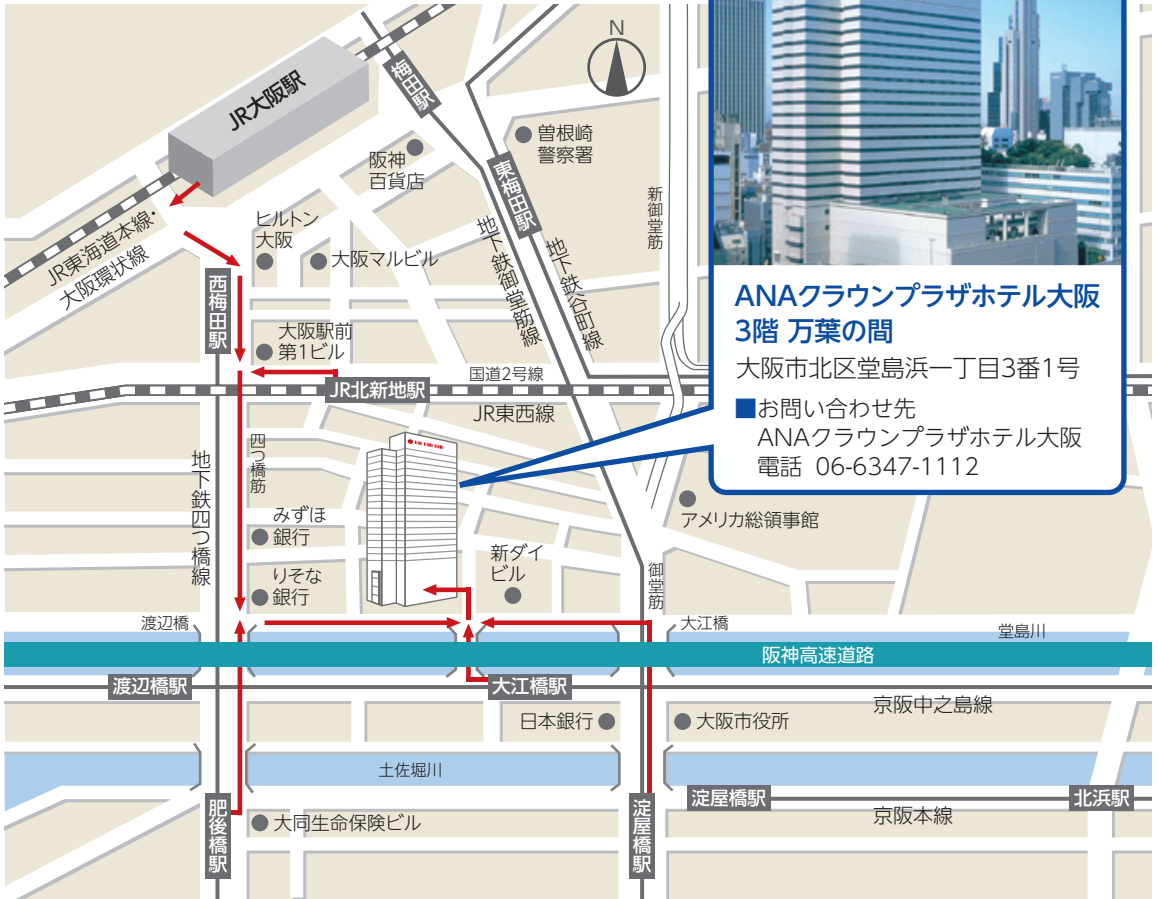 N
JR大阪駅
梅田駅
曽根崎
警察署
阪神
百貨店
東梅田駅
新御堂筋
JR東海道本線・
大阪環状線
ヒルトン
大阪
大阪マルビル
地下鉄御堂筋線
地下鉄谷町線
西梅田駅
大阪駅前
第1ビル
国道2号線
JR北新地駅
JR東西線
ANAクラウンプラザホテル大阪
3階 万葉の間
大阪市北区堂島浜一丁目3番1号
■お問い合わせ先
ANAクラウンプラザホテル大阪
電話 06-6347-1112
四つ橋筋
地下鉄四つ橋線
みずほ
銀行
アメリカ総領事館
新ダイ
ビル
りそな
銀行
御堂筋
渡辺橋
大江橋
堂島川
阪神高速道路
渡辺橋駅
大江橋駅
京阪中之島線
日本銀行
大阪市役所
土佐堀川
肥後橋駅
淀屋橋駅
淀屋橋駅
北浜駅
京阪本線
大同生命保険ビル